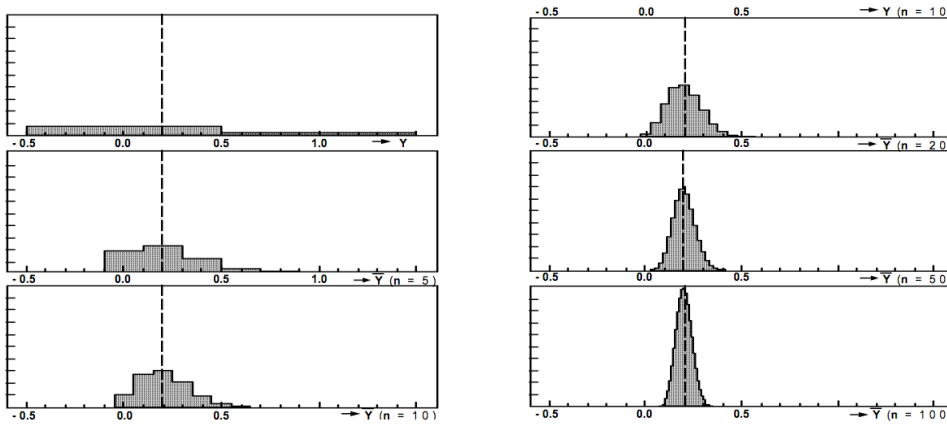 -0.5 0.0 0.5 1.0 → Y
-0.5 0.0 0.5 1.0 → Y (n = 5)
-0.5 0.0 0.5 1.0 → Y (n = 10)
-0.5 0.0 0.5 → Y (n = 10
-0.5 0.0 0.5 → Y (n = 20
-0.5 0.0 0.5 → Y (n = 50
-0.5 0.0 0.5 → Y (n = 100